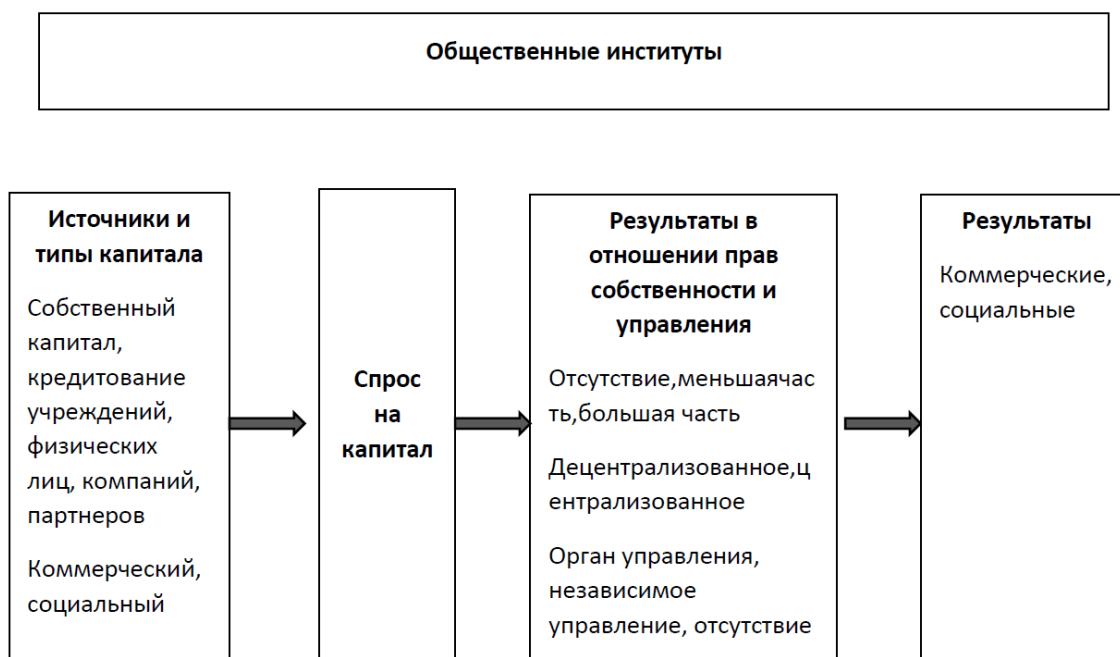 Общественные институты
Источники и
типы капитала
Собственный
капитал,
кредитование
учреждений,
физических
лиц, компаний,
партнеров
Коммерческий,
социальный
Спрос
на
капитал
Результаты в
отношении прав
собственности и
управления
Отсутствие,меньшаячас
ть,большая часть
Децентрализованное,ц
ентрализованное
Орган управления,
независимое
управление, отсутствие
Результаты
Коммерческие,
социальные